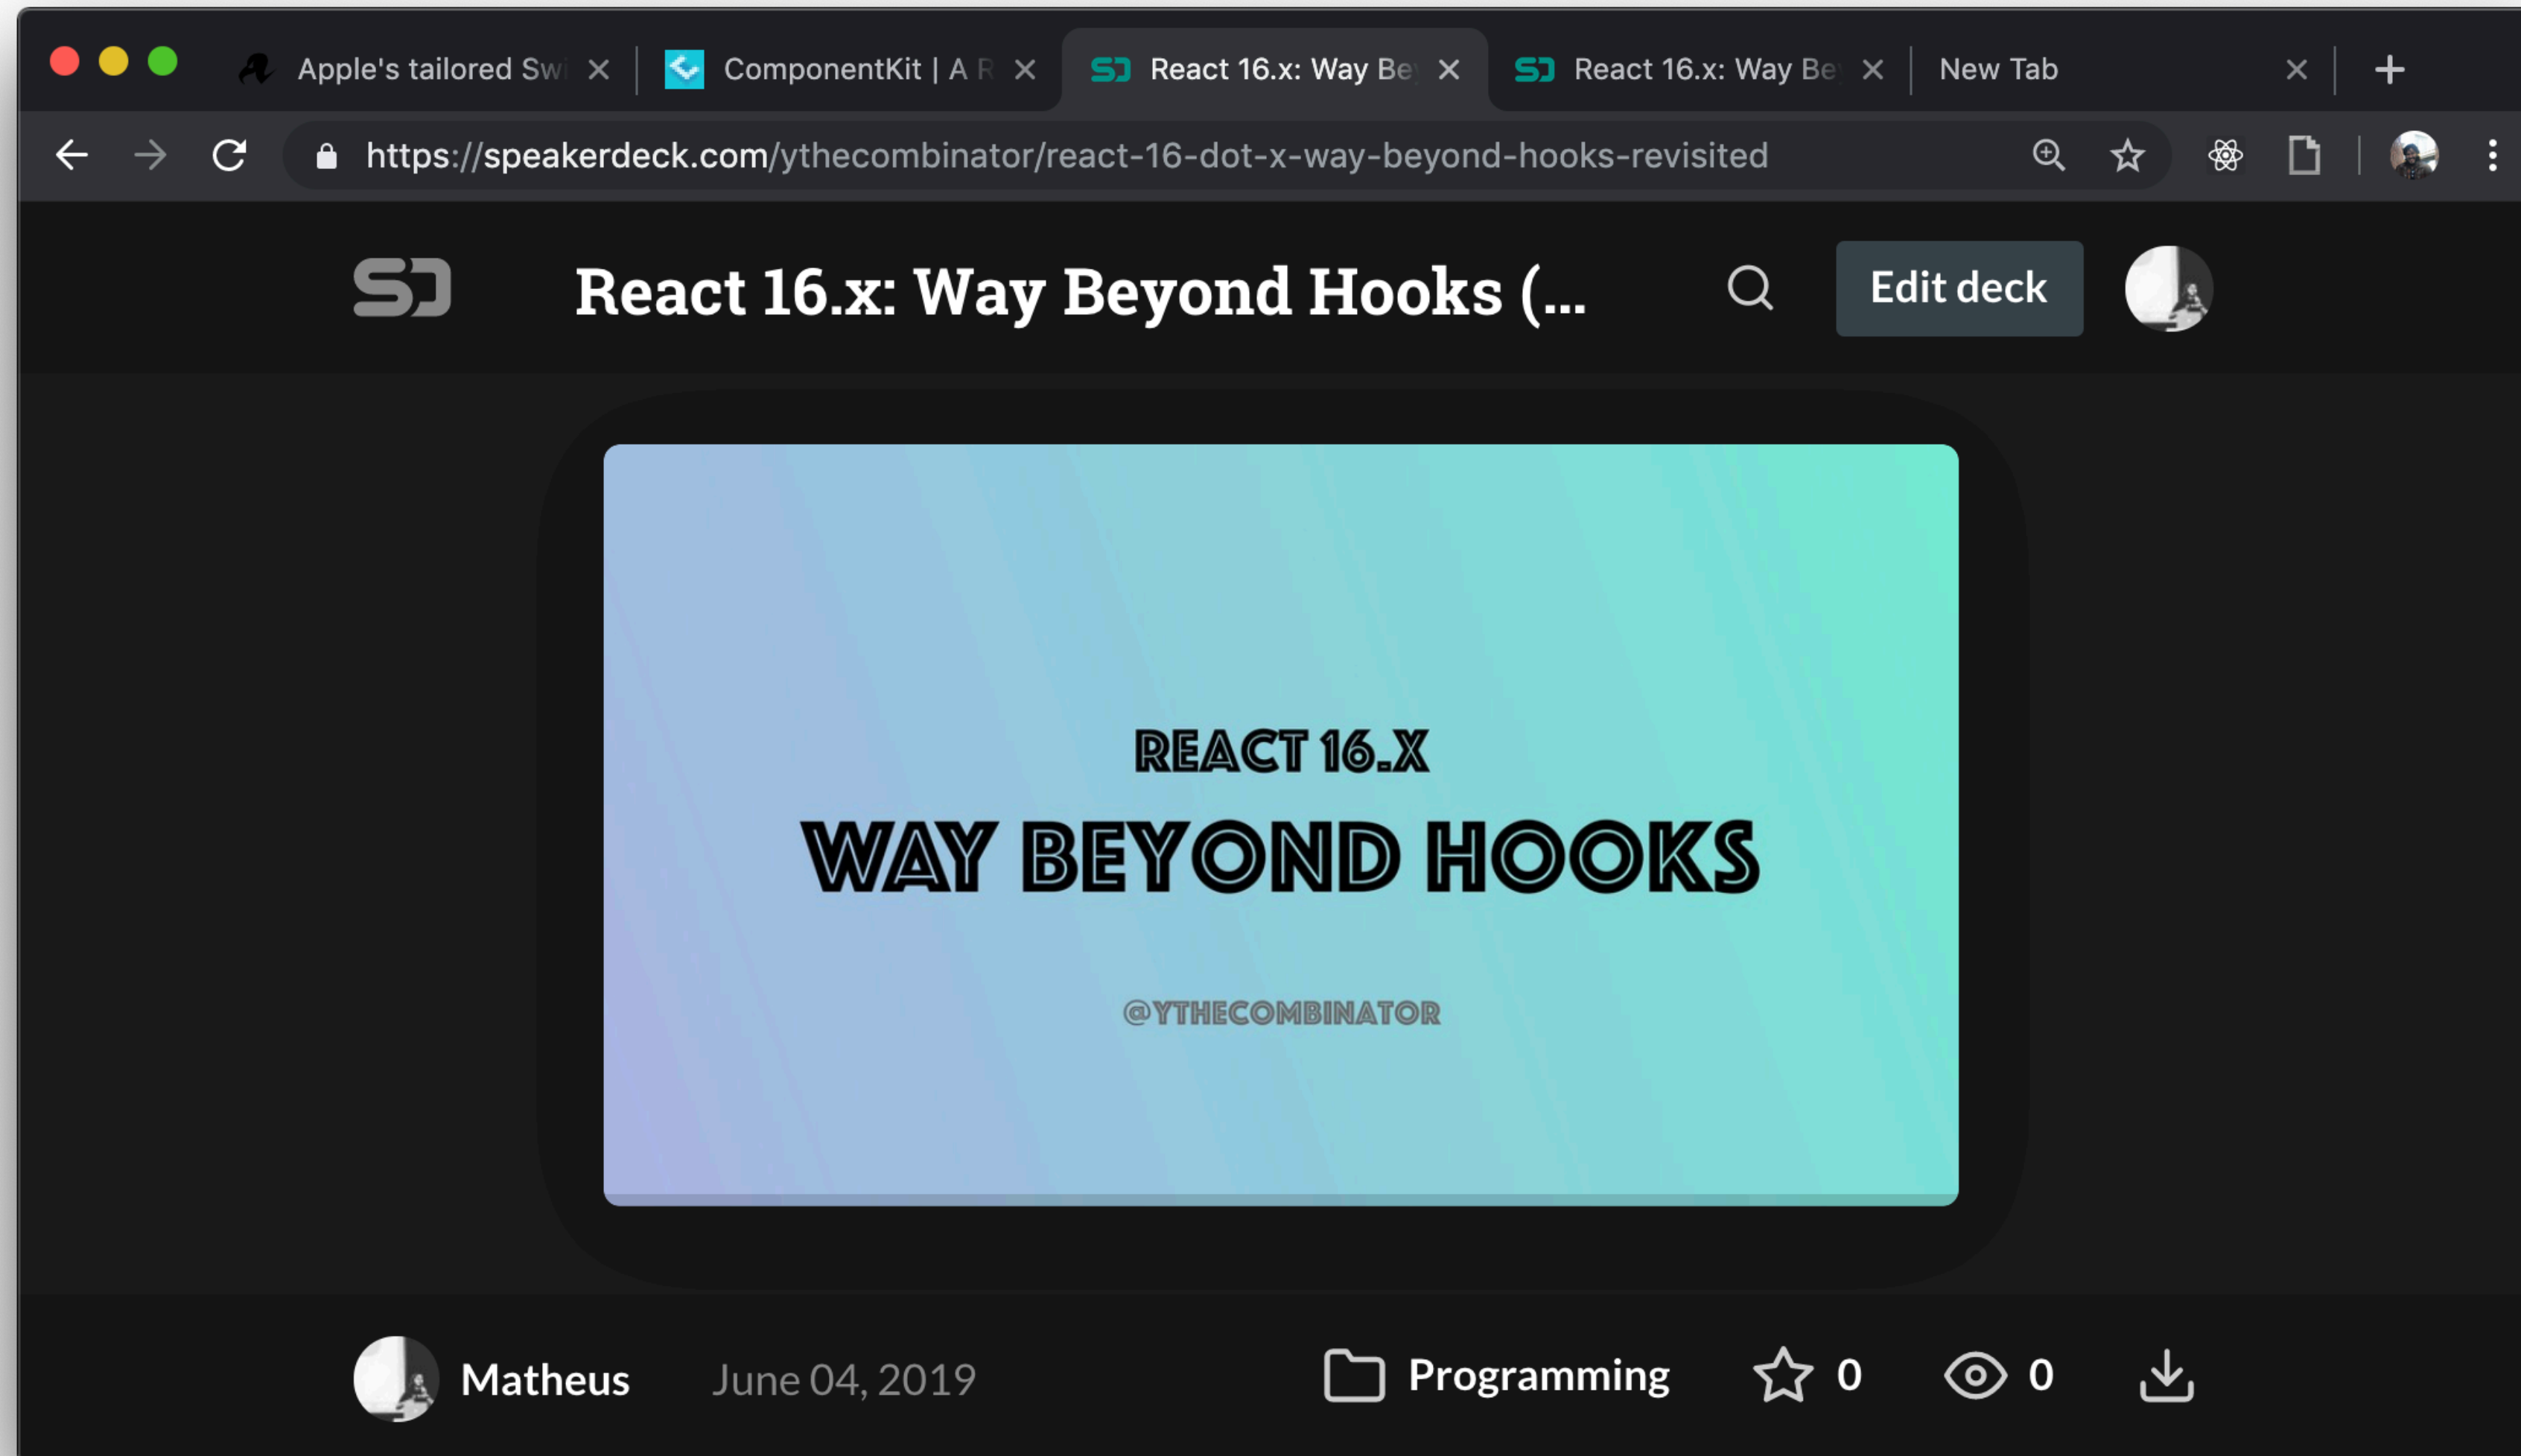 Apple's tailored Swi
ComponentKit | A R
React 16.x: Way Be
React 16.x: Way Be
New Tab
https://speakerdeck.com/ythecombinator/react-16-dot-x-way-beyond-hooks-revisited
React 16.x: Way Beyond Hooks (...
Edit deck
REACT 16.X
WAY BEYOND HOOKS
@YTHECOMBINATOR
Matheus
June 04, 2019
Programming
0
0